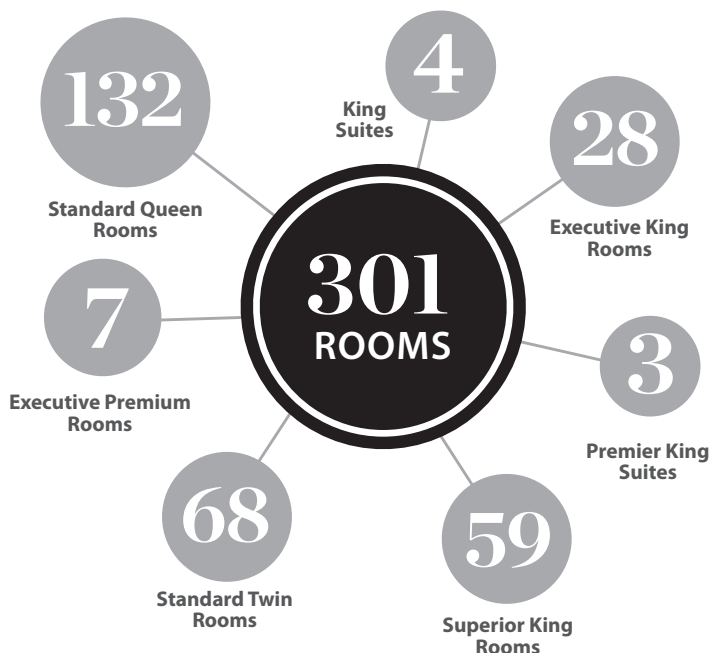 132
Standard Queen
Rooms
4
King
Suites
28
Executive King
Rooms
301
ROOMS
7
Executive Premium
Rooms
3
Premier King
Suites
68
Standard Twin
Rooms
59
Superior King
Rooms